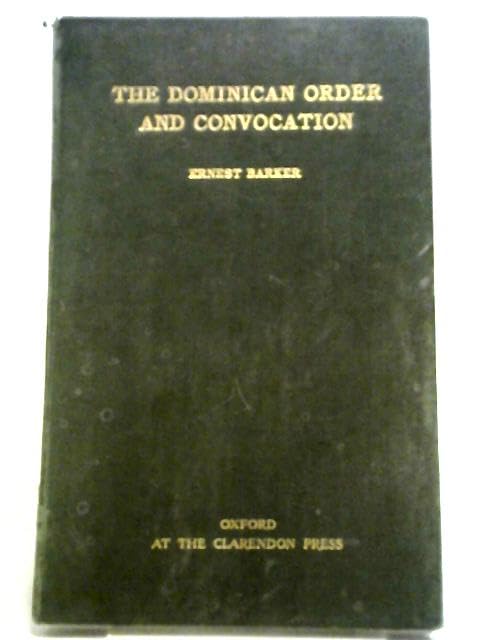 THE DOMINICAN ORDER
AND CONVOCATION
ERNEST BARKER
OXFORD
AT THE CLARENDON PRESS